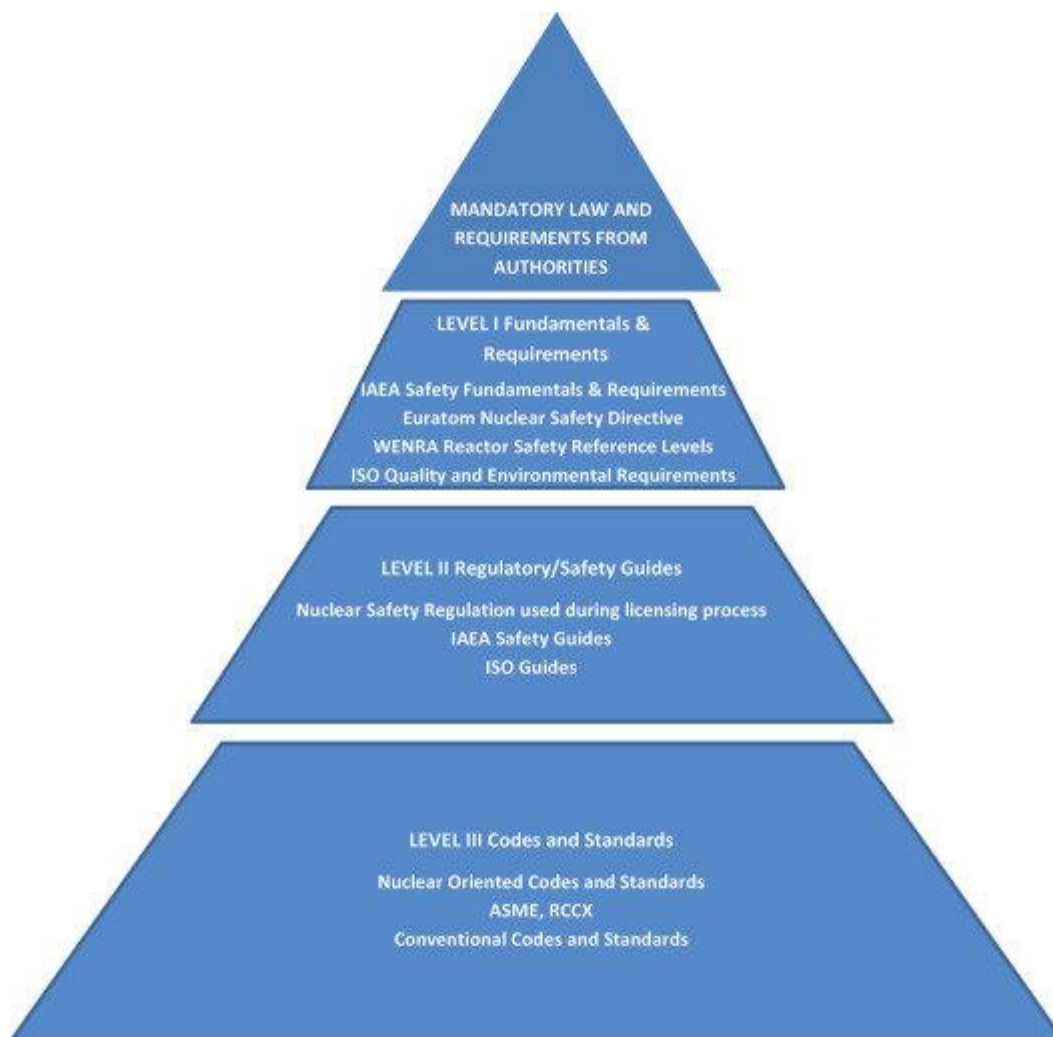 MANDATORY LAW AND
REQUIREMENTS FROM
AUTHORITIES
LEVEL I Fundamentals &
Requirements
IAEA Safety Fundamentals & Requirements
Euratom Nuclear Safety Directive
WENRA Reactor Safety Reference Levels
ISO Quality and Environmental Requirements
LEVEL II Regulatory/Safety Guides
Nuclear Safety Regulation used during licensing process
IAEA Safety Guides
ISO Guides
LEVEL III Codes and Standards
Nuclear Oriented Codes and Standards
ASME, RCCX
Conventional Codes and Standards